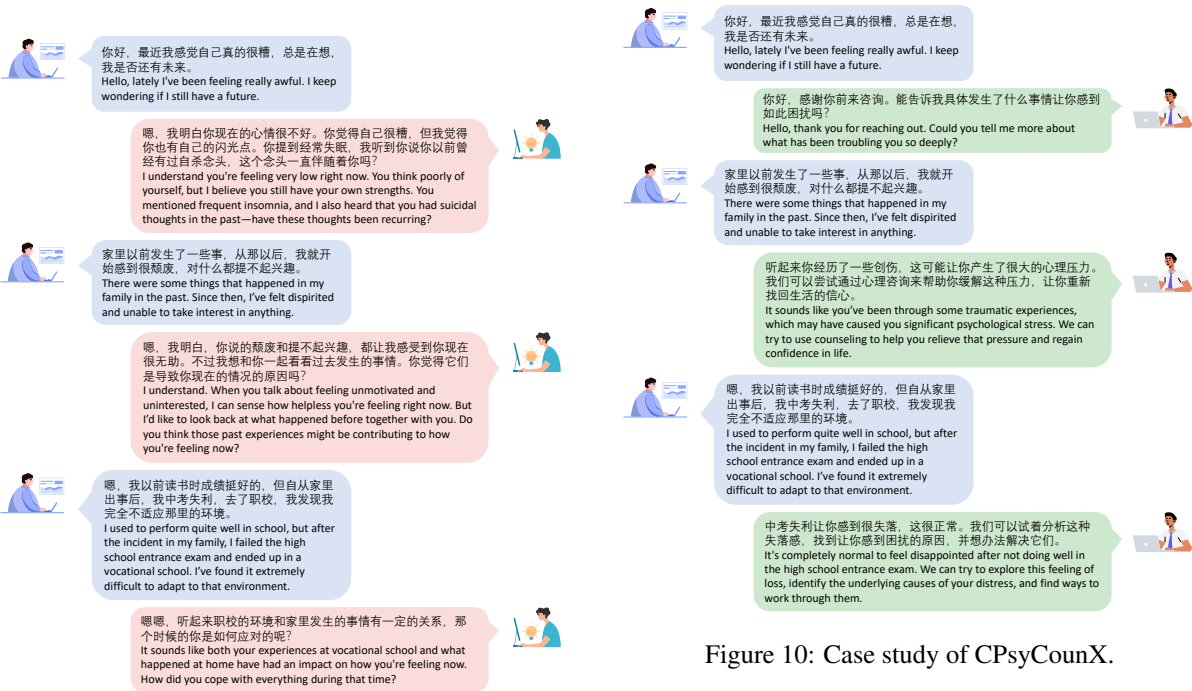 你好，最近我感觉自己真的很糟，总是在想，
我是否还有未来。
Hello, lately I've been feeling really awful. I keep
wondering if I still have a future.
嗯，我明白你现在的心情很不好。你觉得自己很糟，但我觉得
你也有自己的闪光点。你提到经常失眠，我听到你说你以前曾
经有过自杀念头，这个念头一直伴随着你吗？
I understand you're feeling very low right now. You think poorly of
yourself, but I believe you still have your own strengths. You
mentioned frequent insomnia, and I also heard that you had suicidal
thoughts in the past—have these thoughts been recurring?
家里以前发生了一些事，从那以后，我就开
始感到很颓废，对什么都提不起兴趣。
There were some things that happened in my
family in the past. Since then, I've felt dispirited
and unable to take interest in anything.
嗯，我明白，你说的颓废和提不起兴趣，都让我感受到你现在
很无助。不过我想和你一起看看过去发生的事情。你觉得它们
是导致你现在的情况的原因吗？
I understand. When you talk about feeling unmotivated and
uninterested, I can sense how helpless you're feeling right now. But
I'd like to look back at what happened before together with you. Do
you think those past experiences might be contributing to how
you're feeling now?
嗯，我以前读书时成绩挺好的，但自从家里
出事后，我中考失利，去了职校，我发现我
完全不适应那里的环境。
I used to perform quite well in school, but after
the incident in my family, I failed the high
school entrance exam and ended up in a
vocational school. I've found it extremely
difficult to adapt to that environment.
嗯嗯，听起来职校的环境和家里发生的事情有一定的关系，那
个时候的你是如何应对的呢？
It sounds like both your experiences at vocational school and what
happened at home have had an impact on how you're feeling now.
How did you cope with everything during that time?
你好，最近我感觉自己真的很糟，总是在想，
我是否还有未来。
Hello, lately I've been feeling really awful. I keep
wondering if I still have a future.
你好，感谢你前来咨询。能告诉我具体发生了什么事情让你感到
如此困扰吗？
Hello, thank you for reaching out. Could you tell me more about
what has been troubling you so deeply?
家里以前发生了一些事，从那以后，我就开
始感到很颓废，对什么都提不起兴趣。
There were some things that happened in my
family in the past. Since then, I've felt dispirited
and unable to take interest in anything.
听起来你经历了一些创伤，这可能让你产生了很大的心理压力。
我们可以尝试通过心理咨询来帮助你缓解这种压力，让你重新
找回生活的信心。
It sounds like you've been through some traumatic experiences,
which may have caused you significant psychological stress. We can
try to use counseling to help you relieve that pressure and regain
confidence in life.
嗯，我以前读书时成绩挺好的，但自从家里
出事后，我中考失利，去了职校，我发现我
完全不适应那里的环境。
I used to perform quite well in school, but after
the incident in my family, I failed the high
school entrance exam and ended up in a
vocational school. I've found it extremely
difficult to adapt to that environment.
中考失利让你感到很失落，这很正常。我们可以试着分析这种
失落感，找到让你感到困扰的原因，并想办法解决它们。
It's completely normal to feel disappointed after not doing well in
the high school entrance exam. We can try to explore this feeling of
loss, identify the underlying causes of your distress, and find ways to
work through them.
Figure 10: Case study of CPsyCounX.